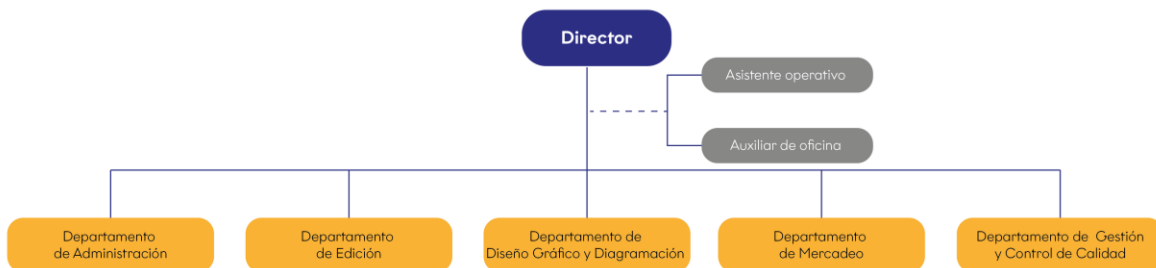 Director
Asistente operativo
Auxiliar de oficina
Departamento
de Administración
Departamento
de Edición
Departamento de
Diseño Gráfico y Diagramación
Departamento
de Mercadeo
Departamento de Gestión
y Control de Calidad